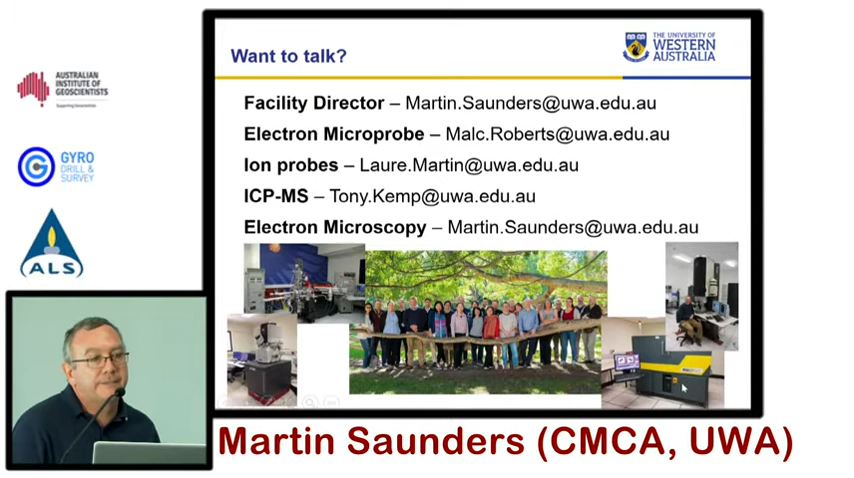 AUSTRALIAN
INSTITUTE OF
GEOSCIENTISTS
Supporting Geoscientists
GYRO
DRILL &
SURVEY
ALS
Want to talk?
THE UNIVERSITY OF
WESTERN
AUSTRALIA
Facility Director – Martin.Saunders@uwa.edu.au
Electron Microprobe – Malc.Roberts@uwa.edu.au
Ion probes – Laure.Martin@uwa.edu.au
ICP-MS – Tony.Kemp@uwa.edu.au
Electron Microscopy – Martin.Saunders@uwa.edu.au
Martin Saunders (CMCA, UWA)